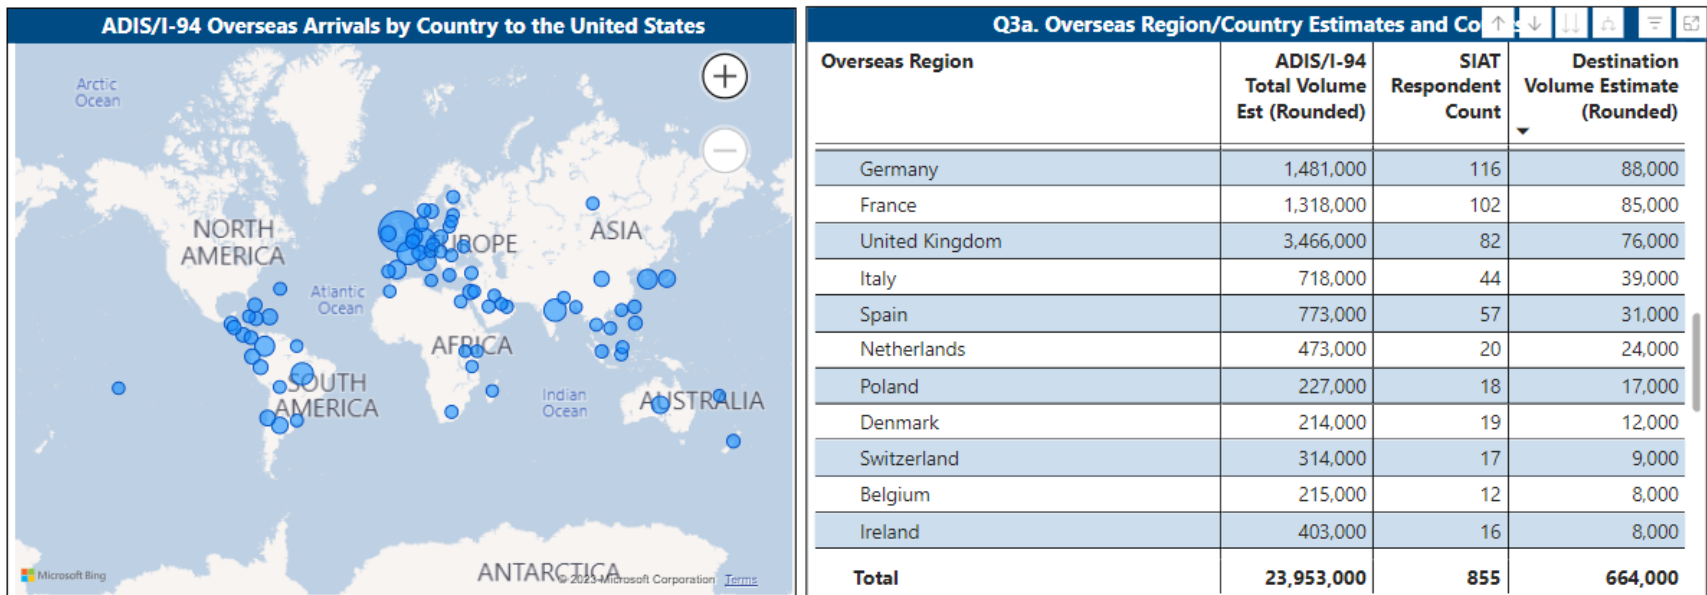 ADIS/I-94 Overseas Arrivals by Country to the United States
Arctic
Ocean
NORTH
AMERICA
EUROPE
ASIA
Atlantic
Ocean
AFRICA
SOUTH
AMERICA
Indian
Ocean
AUSTRALIA
ANTARCTICA
Microsoft Bing
© 2023 Microsoft Corporation Terms
Q3a. Overseas Region/Country Estimates and
Overseas Region ADIS/I-94 Total Volume Est (Rounded) SIAT Respondent Count Destination Volume Estimate (Rounded)
Germany 1,481,000 116 88,000
France 1,318,000 102 85,000
United Kingdom 3,466,000 82 76,000
Italy 718,000 44 39,000
Spain 773,000 57 31,000
Netherlands 473,000 20 24,000
Poland 227,000 18 17,000
Denmark 214,000 19 12,000
Switzerland 314,000 17 9,000
Belgium 215,000 12 8,000
Ireland 403,000 16 8,000
Total 23,953,000 855 664,000